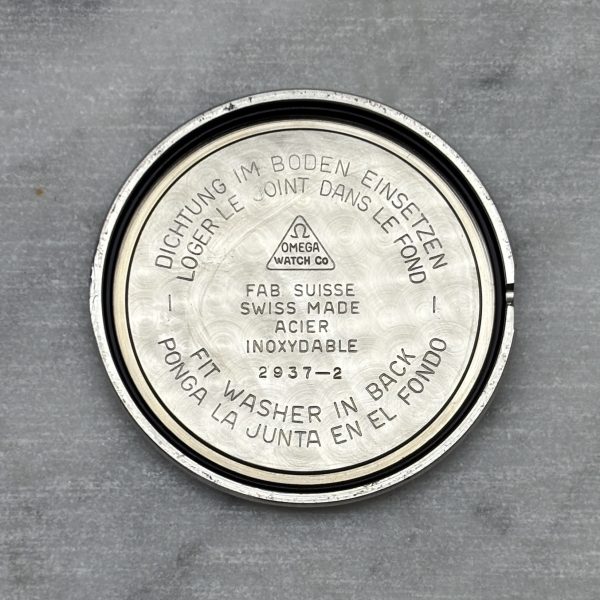 DICHTUNG IM BODEN EINSETZEN
LOGER LE JOINT DANS LE FOND
Ω
OMEGA
WATCH CO
FAB SUISSE
SWISS MADE
ACIER
INOXYDABLE
2937-2
FIT WASHER IN BACK
PONGA LA JUNTA EN EL FONDO